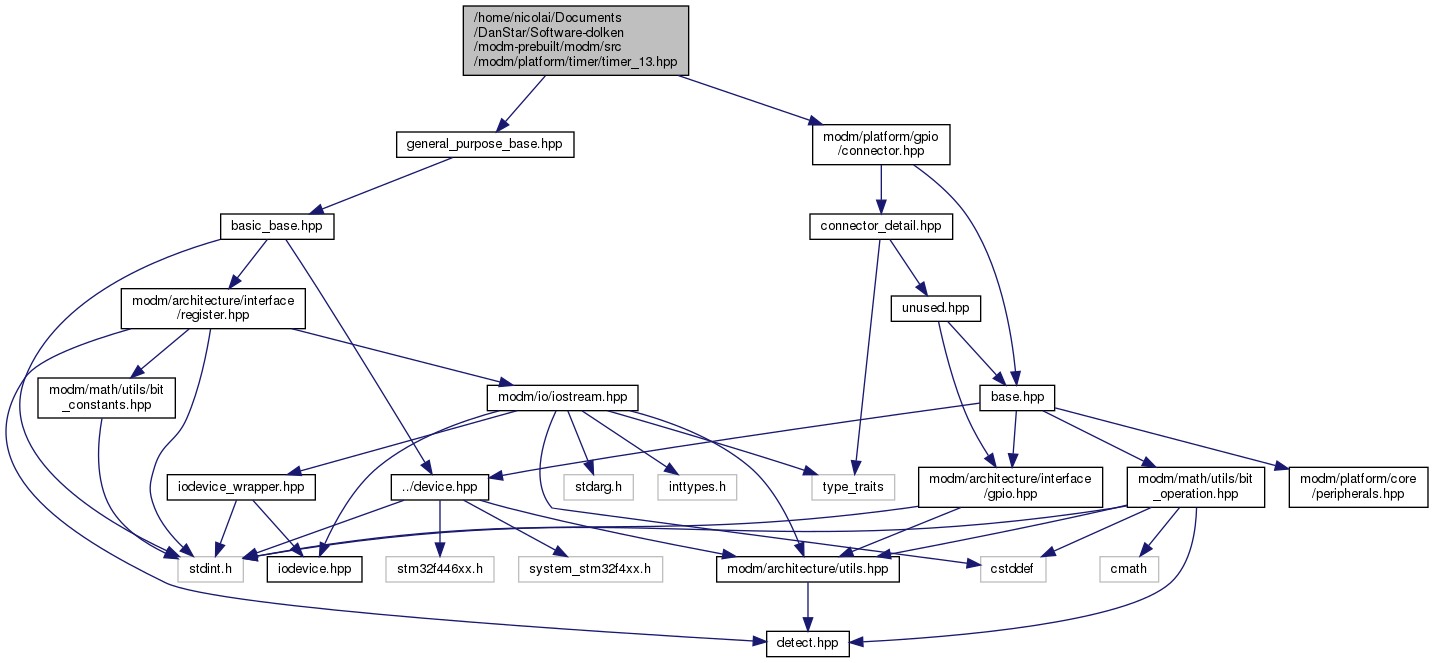 /home/nicolai/Documents
/DanStar/Software-dolken
/modm-prebuilt/modm/src
/modm/platform/timer/timer_13.hpp
general_purpose_base.hpp
modm/platform/gpio
/connector.hpp
basic_base.hpp
connector_detail.hpp
modm/architecture/interface
/register.hpp
unused.hpp
modm/math/utils/bit
_constants.hpp
modm/io/iostream.hpp
base.hpp
iodevice_wrapper.hpp
../device.hpp
stdarg.h
inttypes.h
type_traits
modm/architecture/interface
/gpio.hpp
modm/math/utils/bit
_operation.hpp
modm/platform/core
/peripherals.hpp
stdint.h
iodevice.hpp
stm32f446xx.h
system_stm32f4xx.h
modm/architecture/utils.hpp
cstddef
cmath
detect.hpp